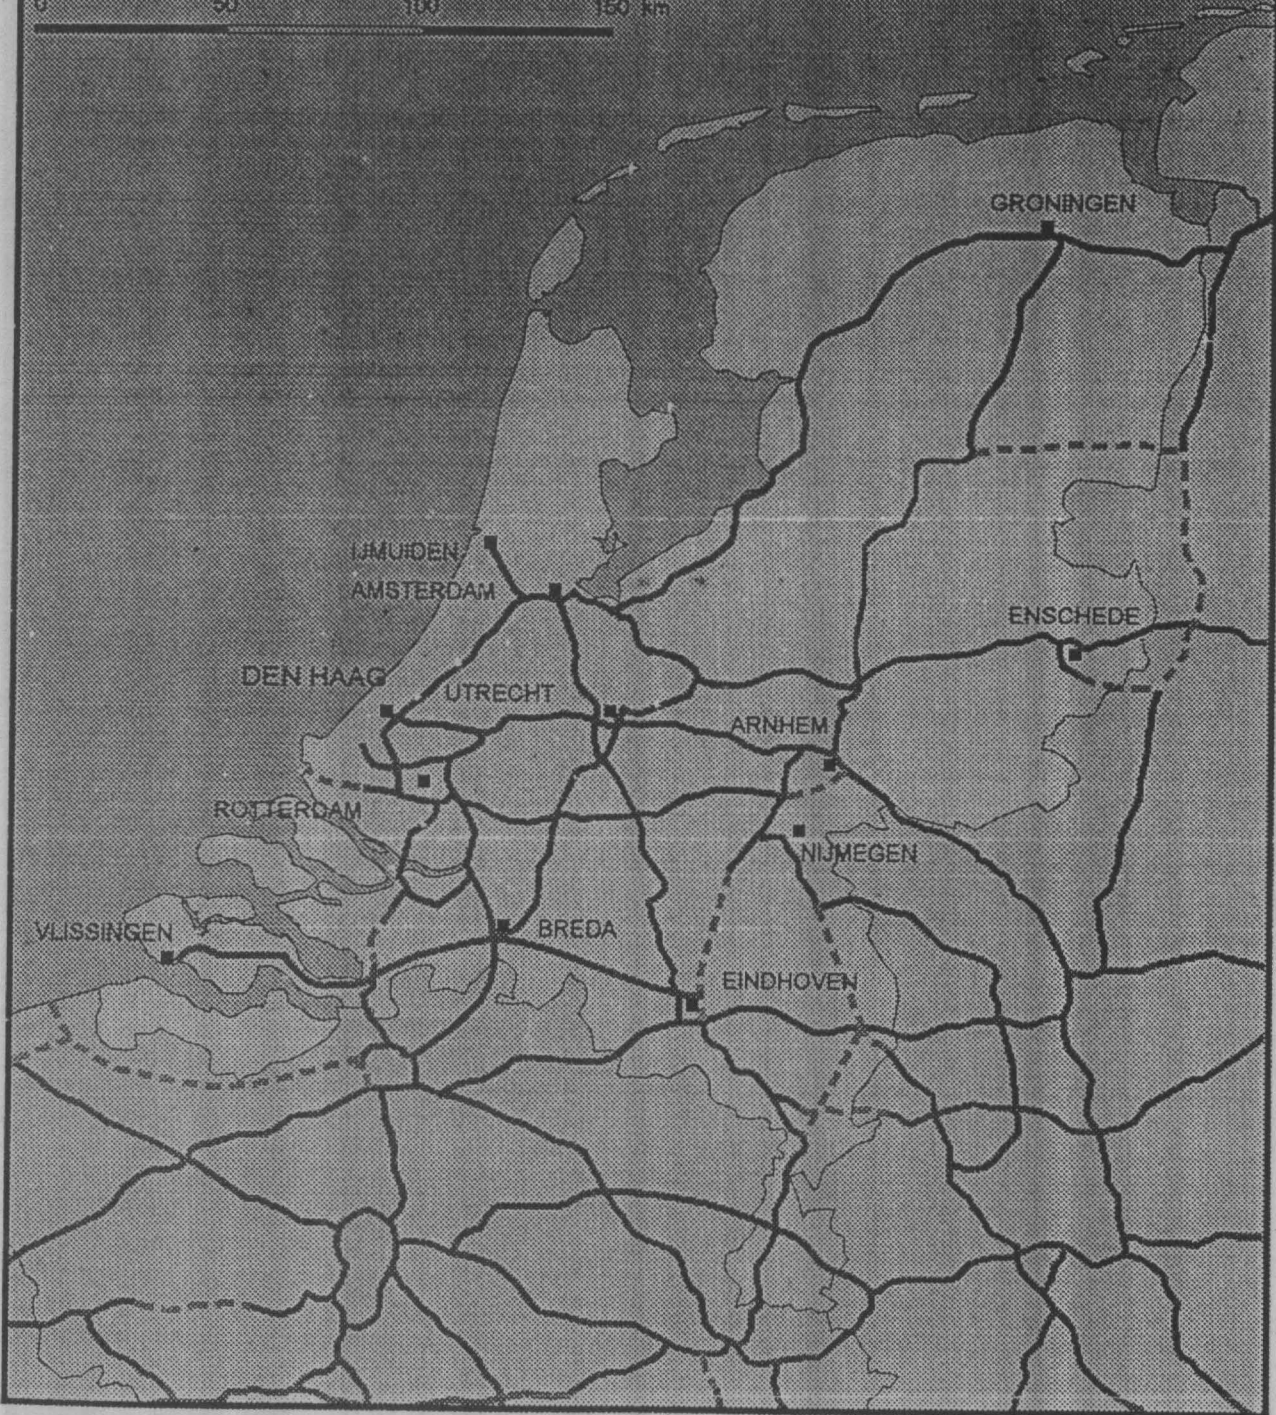 0 50 100 150 km
GRONINGEN
IJMUIDEN
AMSTERDAM
ENSCHEDE
DEN HAAG
UTRECHT
ARNHEM
ROTTERDAM
NIJMEGEN
VLISSINGEN
BREDA
EINDHOVEN